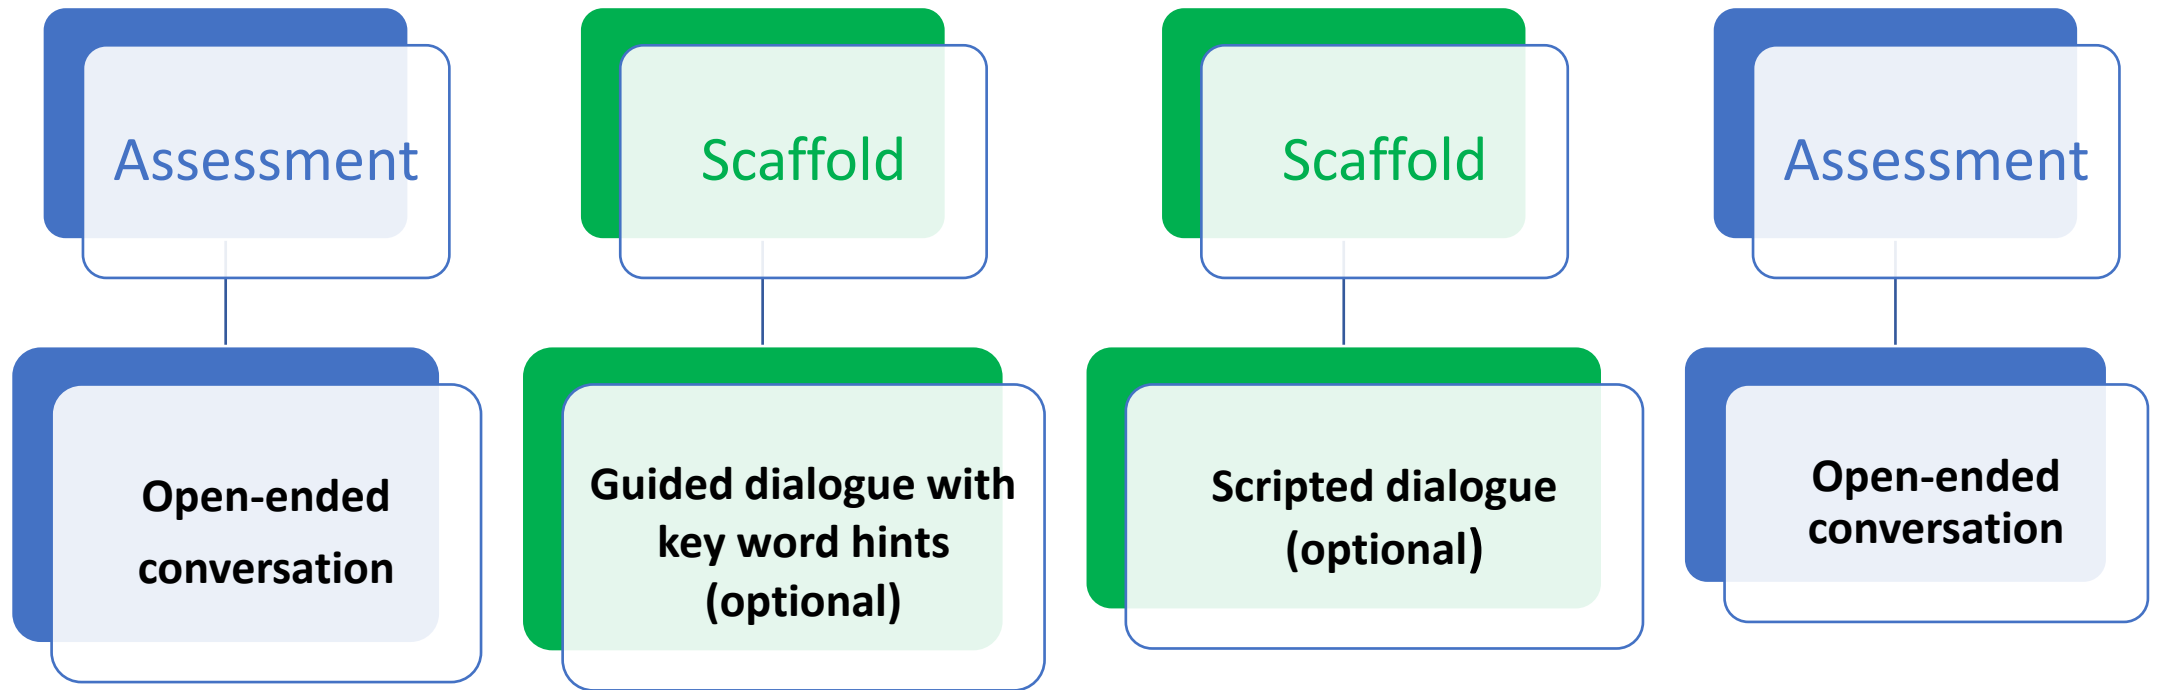 Assessment
Scaffold
Scaffold
Assessment
Open-ended
conversation
Guided dialogue with
key word hints
(optional)
Scripted dialogue
(optional)
Open-ended
conversation